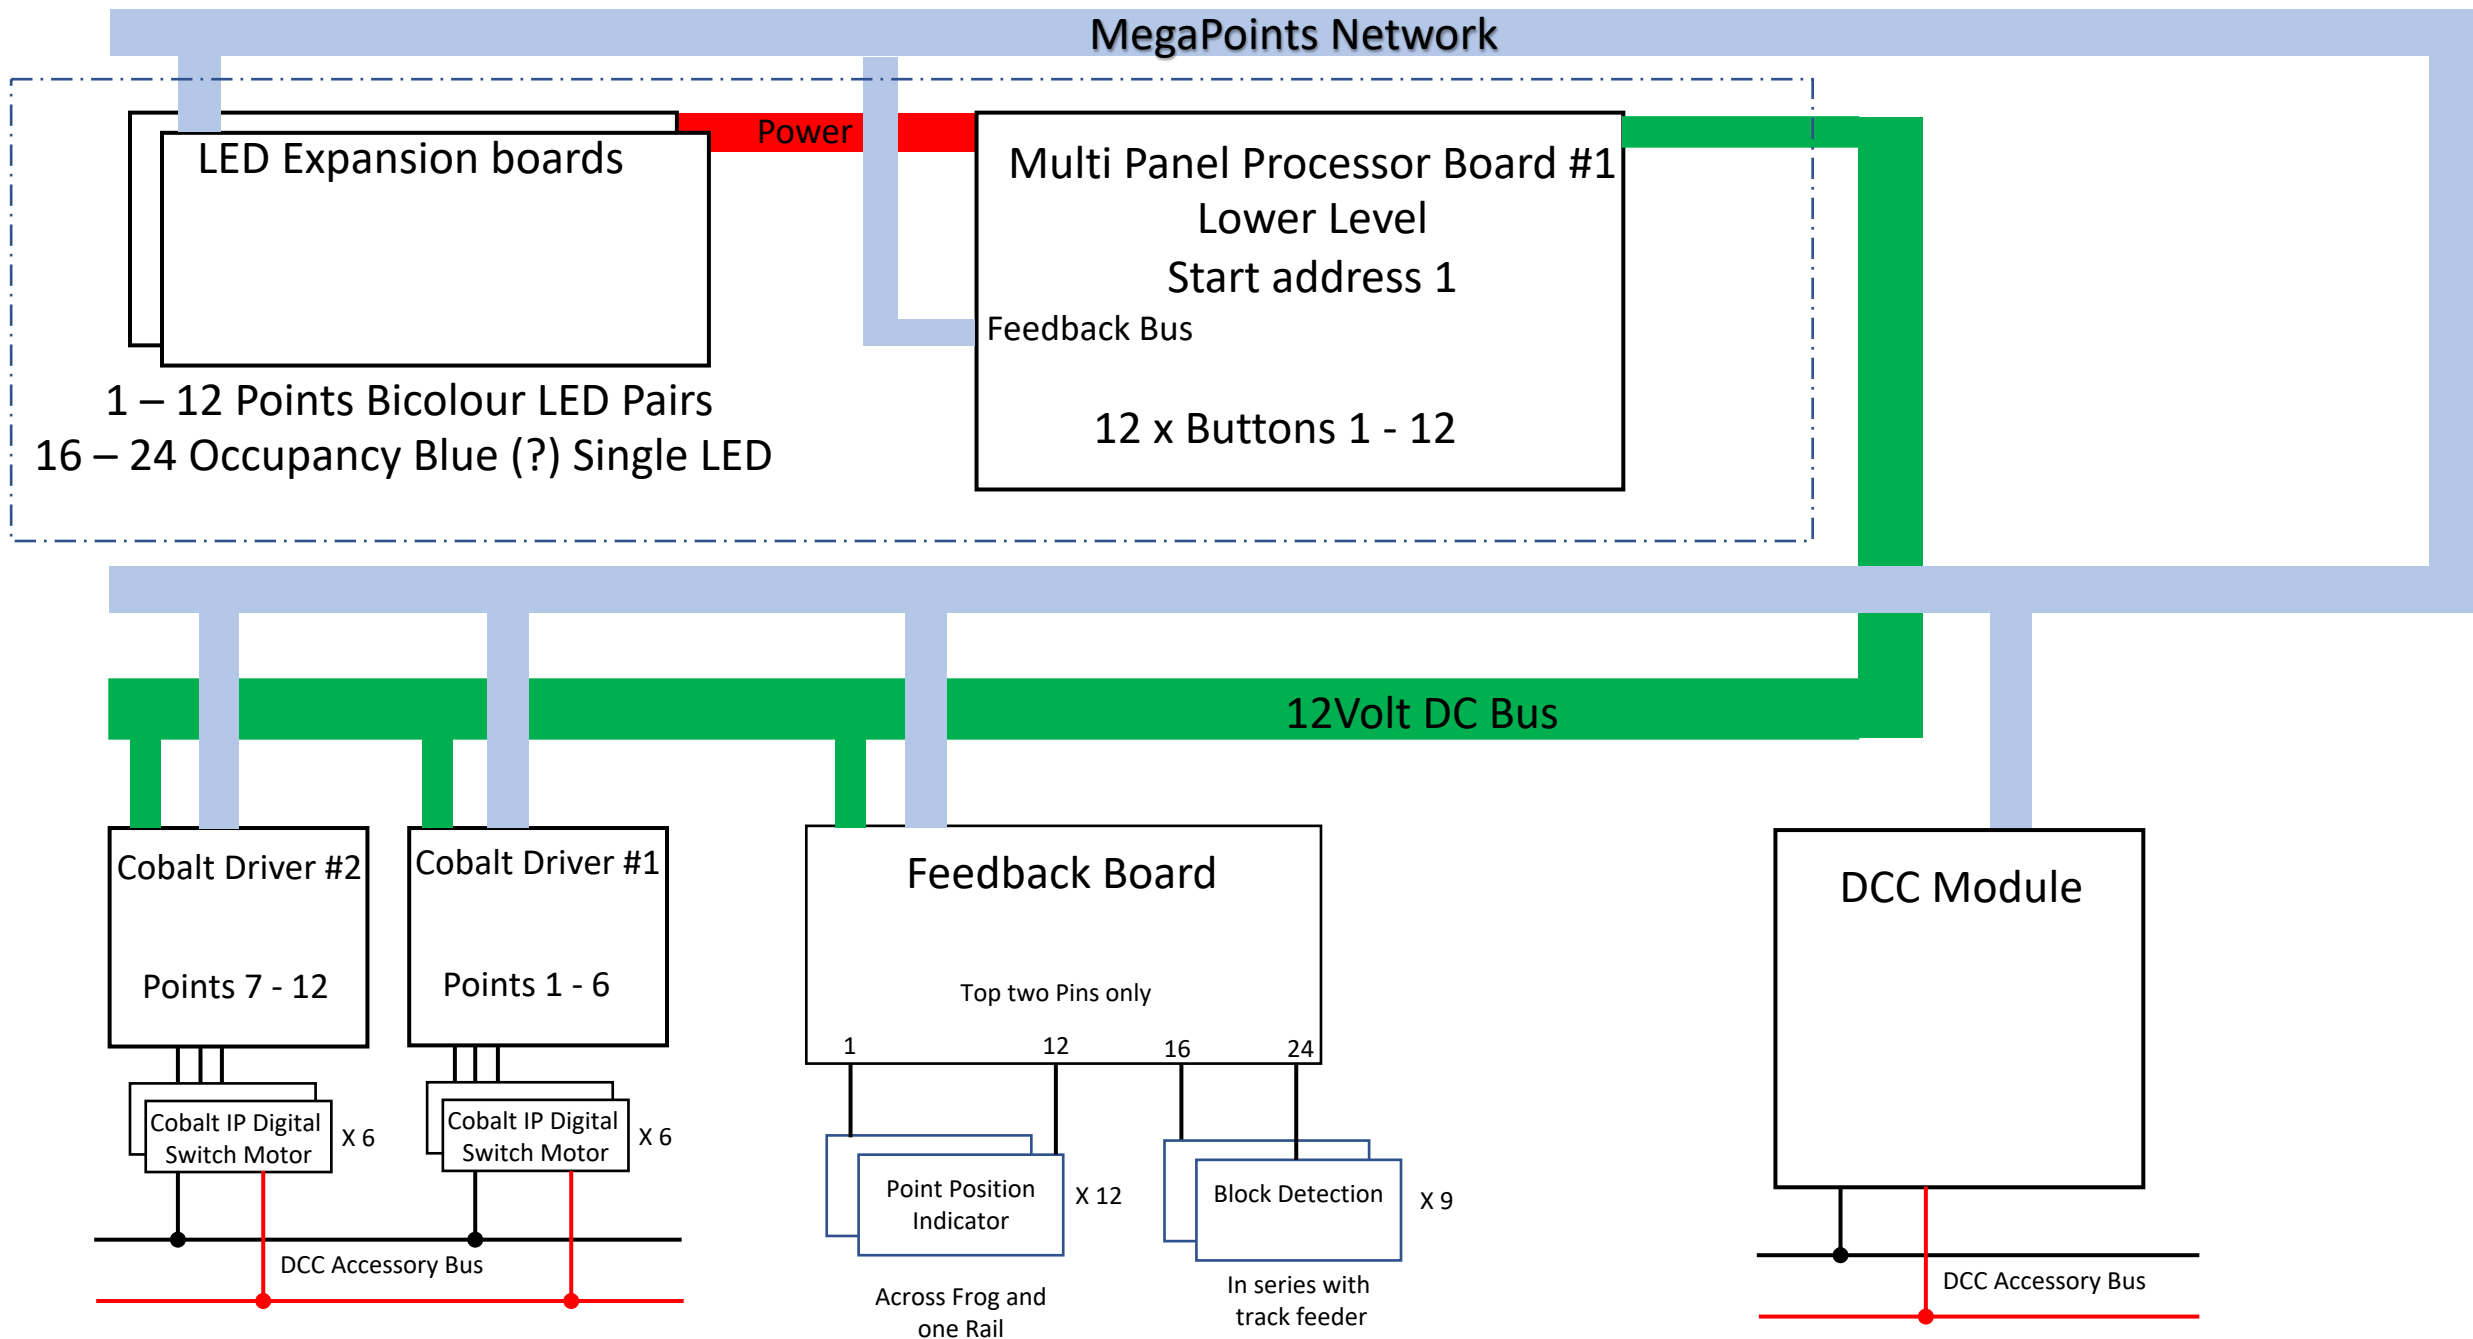 MegaPoints Network
Power
LED Expansion boards
Multi Panel Processor Board #1
Lower Level
Start address 1
Feedback Bus
12 x Buttons 1 - 12
1 – 12 Points Bicolour LED Pairs
16 – 24 Occupancy Blue (?) Single LED
12Volt DC Bus
Cobalt Driver #2
Points 7 - 12
Cobalt Driver #1
Points 1 - 6
Feedback Board
Top two Pins only
1
12
16
24
DCC Module
Cobalt IP Digital
Switch Motor
X 6
Cobalt IP Digital
Switch Motor
X 6
Point Position
Indicator
X 12
Block Detection
X 9
DCC Accessory Bus
Across Frog and
one Rail
In series with
track feeder
DCC Accessory Bus